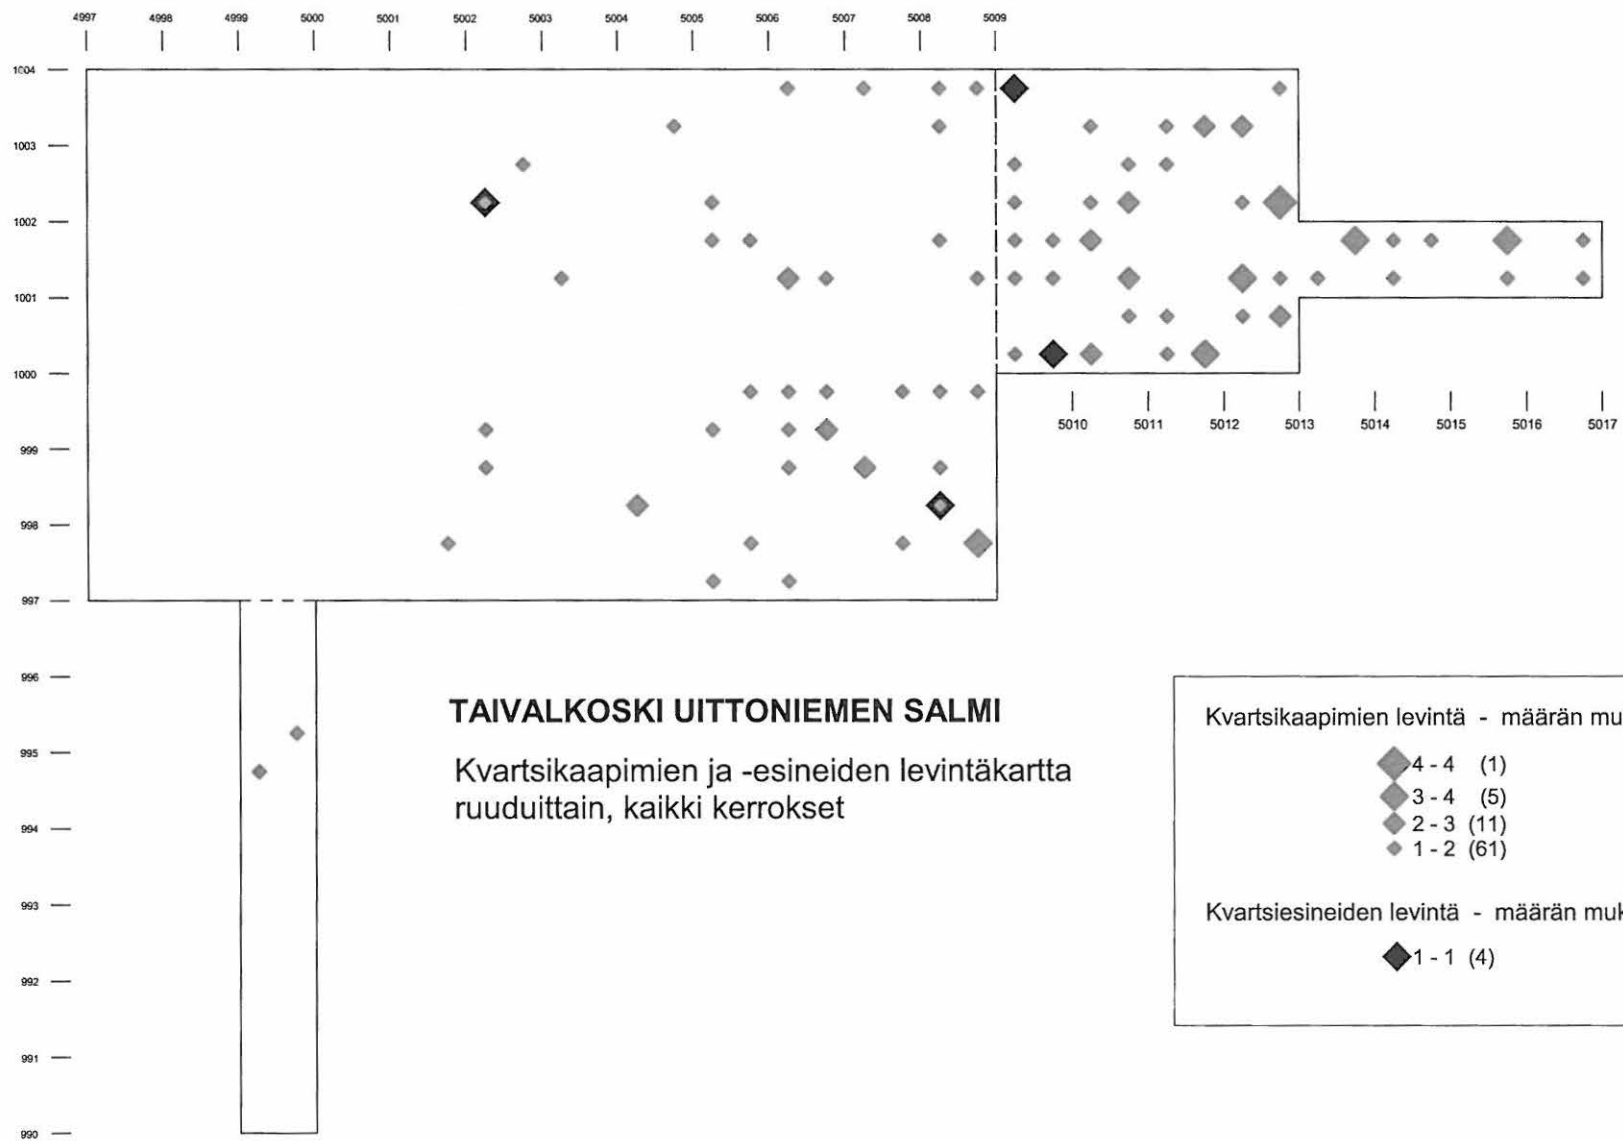 4997 4998 4999 5000 5001 5002 5003 5004 5005 5006 5007 5008 5009
1004
1003
1002
1001
1000
5010 5011 5012 5013 5014 5015 5016 5017
999
998
997
996
995
994
993
992
991
990
TAIVALKOSKI UITTONIEMEN SALMI
Kvartsikaapimien ja -esineiden levintäkartta
ruuduittain, kaikki kerrokset
Kvartsikaapimien levintä - määrän mu
4 - 4 (1)
3 - 4 (5)
2 - 3 (11)
1 - 2 (61)
Kvartsiesineiden levintä - määrän muk
1 - 1 (4)